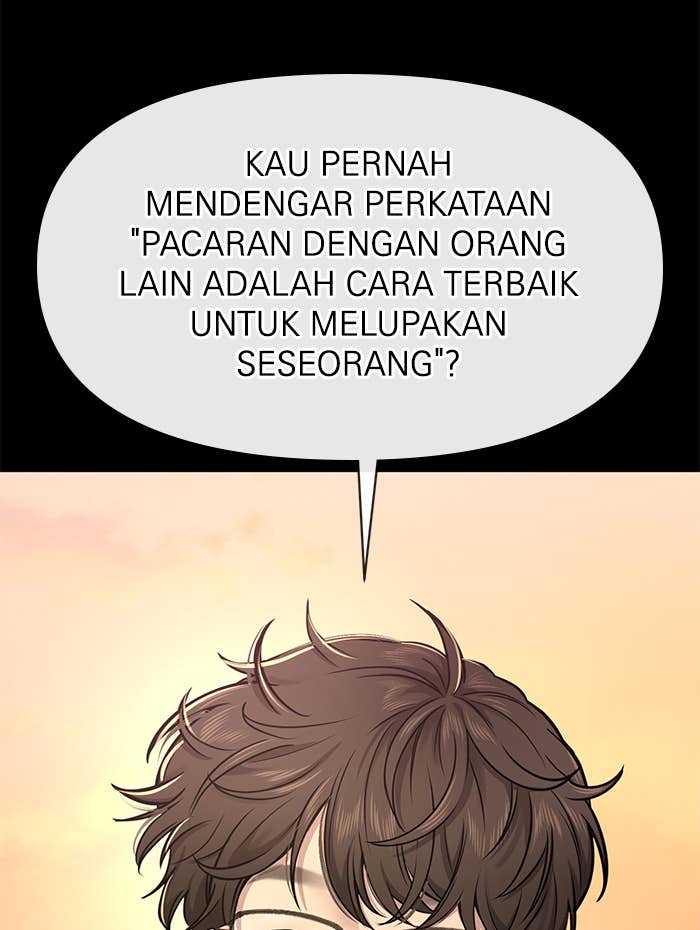 KAU PERNAH
MENDENGAR PERKATAAN
"PACARAN DENGAN ORANG
LAIN ADALAH CARA TERBAIK
UNTUK MELUPAKAN
SESEORANG"?